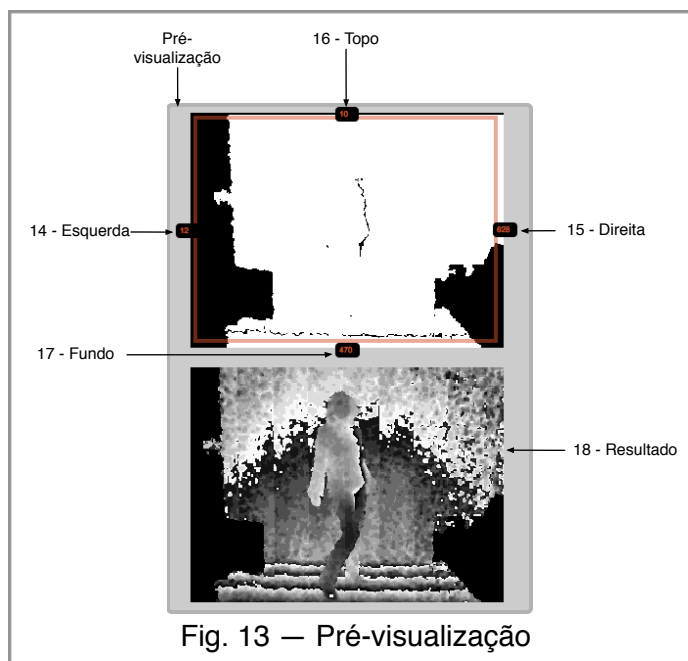 Pré-
visualização
16 - Topo
10
14 - Esquerda
12
628
15 - Direita
17 - Fundo
470
18 - Resultado
Fig. 13 — Pré-visualização